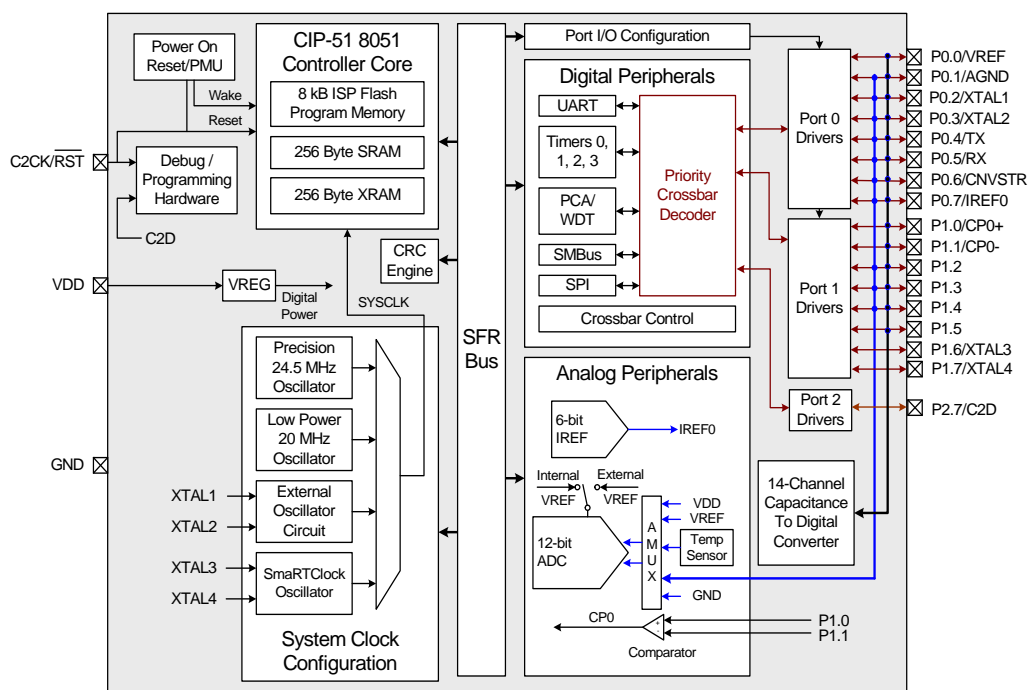 Power On
Reset/PMU
Wake
Reset
C2CK/RST
Debug /
Programming
Hardware
C2D
VDD
VREG
Digital
Power
GND
CIP-51 8051
Controller Core
8 kB ISP Flash
Program Memory
256 Byte SRAM
256 Byte XRAM
CRC
Engine
SYSCLK
Precision
24.5 MHz
Oscillator
Low Power
20 MHz
Oscillator
XTAL1
XTAL2
External
Oscillator
Circuit
XTAL3
XTAL4
SmaRTClock
Oscillator
System Clock
Configuration
SFR
Bus
Port I/O Configuration
Digital Peripherals
UART
Timers 0,
1, 2, 3
PCA/
WDT
SMBus
SPI
Priority
Crossbar
Decoder
Crossbar Control
Analog Peripherals
6-bit
IREF
IREF0
Internal
External
VREF
VREF
12-bit
ADC
A
M
U
X
VDD
VREF
Temp
Sensor
GND
CP0
+
-
Comparator
P1.0
P1.1
Port 0
Drivers
Port 1
Drivers
Port 2
Drivers
14-Channel
Capacitance
To Digital
Converter
P0.0/VREF
P0.1/AGND
P0.2/XTAL1
P0.3/XTAL2
P0.4/TX
P0.5/RX
P0.6/CNVSTR
P0.7/IREF0
P1.0/CP0+
P1.1/CP0-
P1.2
P1.3
P1.4
P1.5
P1.6/XTAL3
P1.7/XTAL4
P2.7/C2D